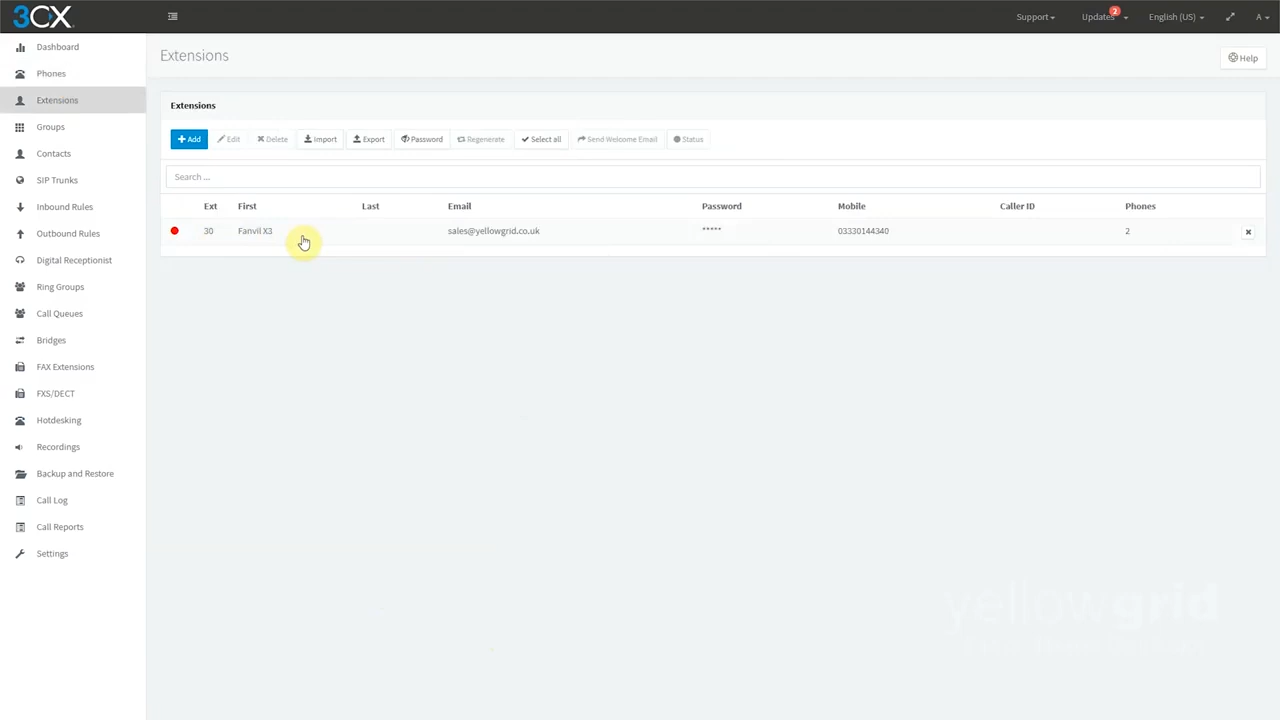 3CX
Support
Updates
2
English (US)
A
Dashboard
Phones
Extensions
Groups
Contacts
SIP Trunks
Inbound Rules
Outbound Rules
Digital Receptionist
Ring Groups
Call Queues
Bridges
FAX Extensions
FXS/DECT
Hotdesking
Recordings
Backup and Restore
Call Log
Call Reports
Settings
Extensions
Help
Extensions
Add Edit Delete Import Export Password Regenerate Select all Send Welcome Email Status
Search ...
Ext First Last Email Password Mobile Caller ID Phones
30 Fanvil X3 sales@yellowgrid.co.uk ***** 03330144340 2
yellowgrid